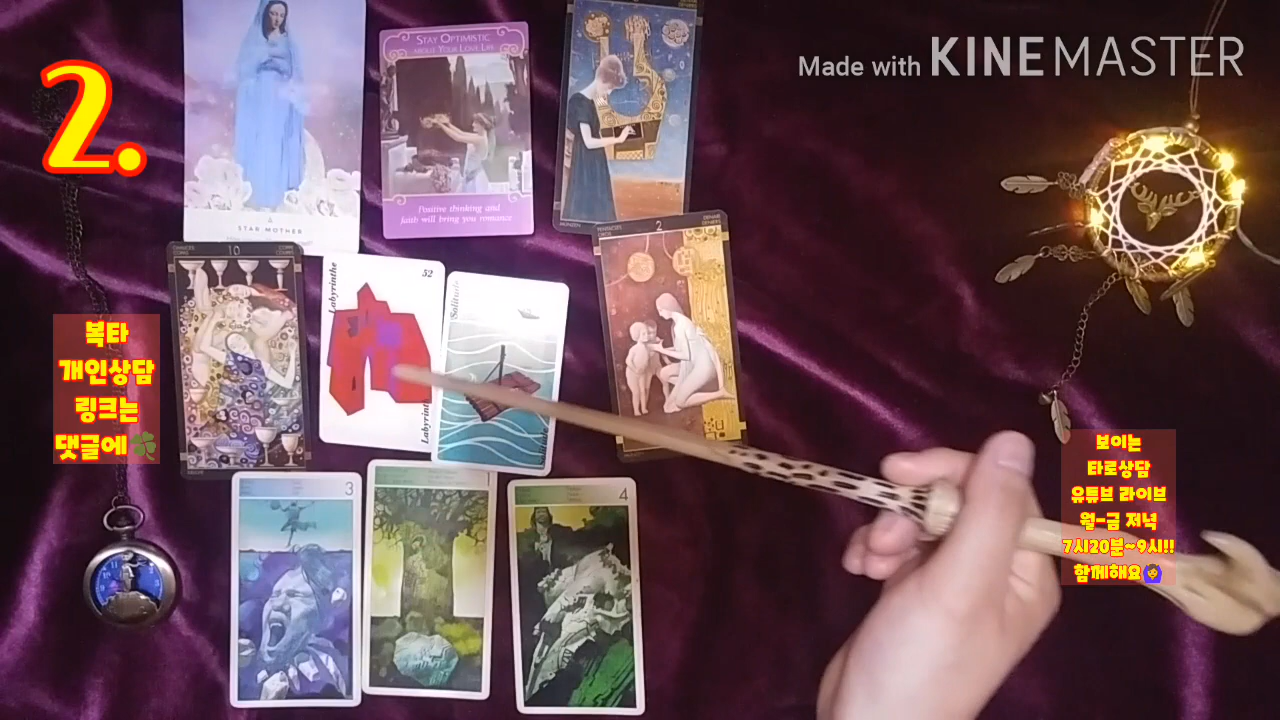 2.
Made with KINEMASTER
STAY OPTIMISTIC
ABOUT YOUR LOVE LIFE
Positive thinking and
faith will bring you romance
STAR MOTHER
10
Labyrinthe
52
Labyrinthe
Solitude
2
3
4
복타
개인상담
링크는
댓글에🍀
보이는
타로상담
유튜브 라이브
월-금 저녁
7시20분~9시!!
함께해요🙆‍♀️